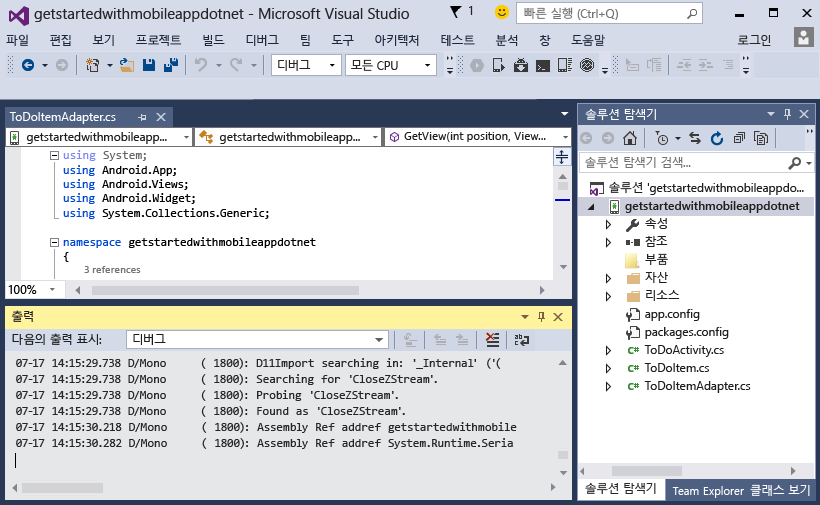 getstartedwithmobileappdotnet - Microsoft Visual Studio
1
빠른 실행 (Ctrl+Q)
파일 편집 보기 프로젝트 빌드 디버그 팀 도구 아키텍처 테스트 분석 창 도움말 로그인
디버그 모든 CPU
ToDoItemAdapter.cs
getstartedwithmobileapp... getstartedwithmobileapp... GetView(int position, View...
using System;
using Android.App;
using Android.Views;
using Android.Widget;
using System.Collections.Generic;
namespace getstartedwithmobileappdotnet
{
3 references
100%
출력
다음의 출력 표시: 디버그
07-17 14:15:29.738 D/Mono ( 1800): D11Import searching in: '_Internal' ('(
07-17 14:15:29.738 D/Mono ( 1800): Searching for 'CloseZStream'.
07-17 14:15:29.738 D/Mono ( 1800): Probing 'CloseZStream'.
07-17 14:15:29.738 D/Mono ( 1800): Found as 'CloseZStream'.
07-17 14:15:30.218 D/Mono ( 1800): Assembly Ref addref getstartedwithmobile
07-17 14:15:30.282 D/Mono ( 1800): Assembly Ref addref System.Runtime.Seria
솔루션 탐색기
솔루션 탐색기 검색...
솔루션 'getstartedwithmobileappdo...
getstartedwithmobileappdotnet
속성
참조
부품
자산
리소스
app.config
packages.config
ToDoActivity.cs
ToDoItem.cs
ToDoItemAdapter.cs
솔루션 탐색기 Team Explorer 클래스 보기